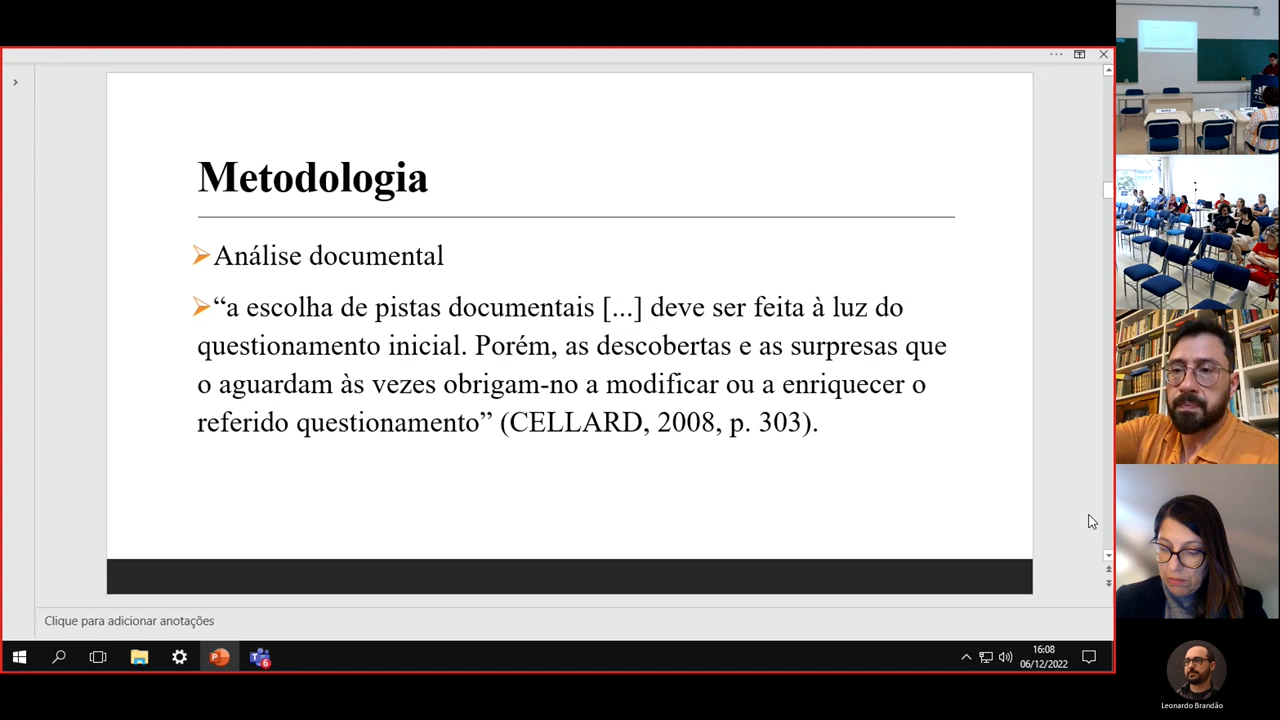 Metodologia
Análise documental
“a escolha de pistas documentais [...] deve ser feita à luz do
questionamento inicial. Porém, as descobertas e as surpresas que
o aguardam às vezes obrigam-no a modificar ou a enriquecer o
referido questionamento” (CELLARD, 2008, p. 303).
Clique para adicionar anotações
16:08
06/12/2022
6
Leonardo Brandão